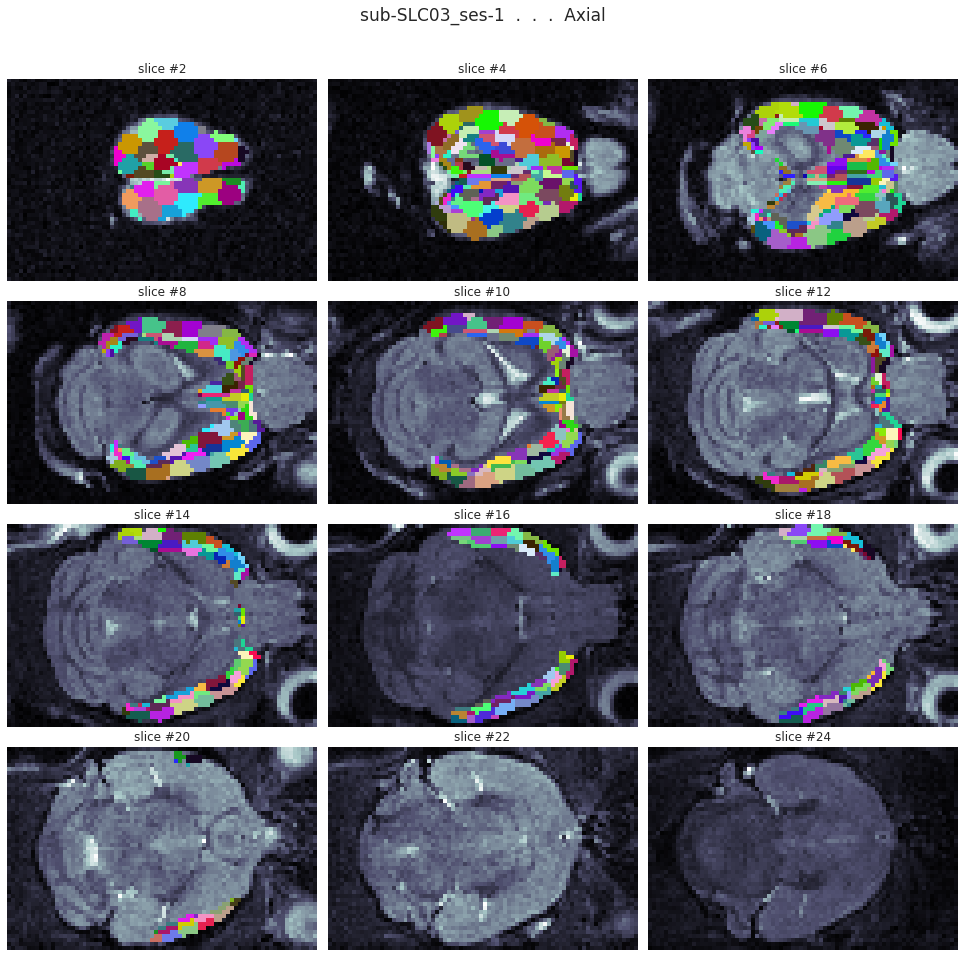 sub-SLC03_ses-1 . . . Axial
slice #2
slice #4
slice #6
slice #8
slice #10
slice #12
slice #14
slice #16
slice #18
slice #20
slice #22
slice #24